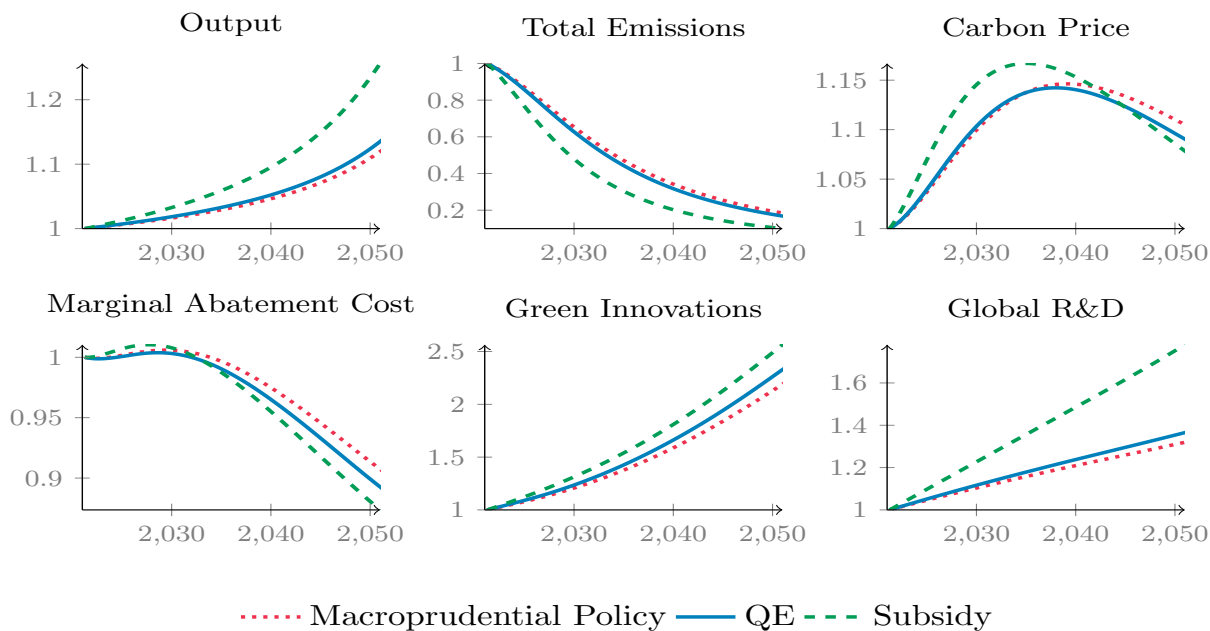 Output
Total Emissions
Carbon Price
1.2
1.1
1
2,030 2,040 2,050
1
0.8
0.6
0.4
0.2
2,030 2,040 2,050
1.15
1.1
1.05
1
2,030 2,040 2,050
Marginal Abatement Cost
Green Innovations
Global R&D
1
0.95
0.9
2,030 2,040 2,050
2.5
2
1.5
1
2,030 2,040 2,050
1.6
1.4
1.2
1
2,030 2,040 2,050
Macroprudential Policy QE Subsidy